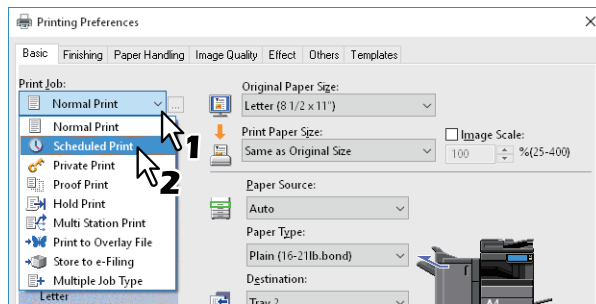 Printing Preferences
Basic Finishing Paper Handling Image Quality Effect Others Templates
Print Job:
Normal Print ...
Normal Print
Scheduled Print
Private Print
Proof Print
Hold Print
Multi Station Print
Print to Overlay File
Store to e-Filing
Multiple Job Type
Letter
1
2
Original Paper Size:
Letter (8 1/2 x 11")
Print Paper Size:
Same as Original Size
Image Scale:
100 %(25-400)
Paper Source:
Auto
Paper Type:
Plain (16-21lb.bond)
Destination:
Tray 2
A4